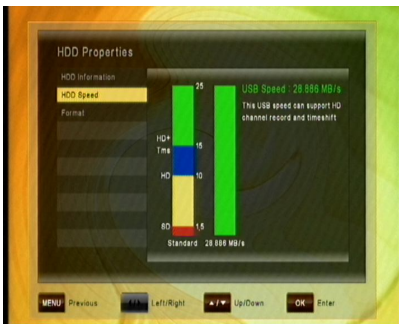 HDD Properties
HDD Information
HDD Speed
Format
25
HD+
Tms
15
HD
10
SD
1,5
Standard
28.886 MB/s
USB Speed : 28.886 MB/s
This USB speed can support HD
channel record and timeshift
MENU Previous
Left/Right
▲/▼ Up/Down
OK Enter